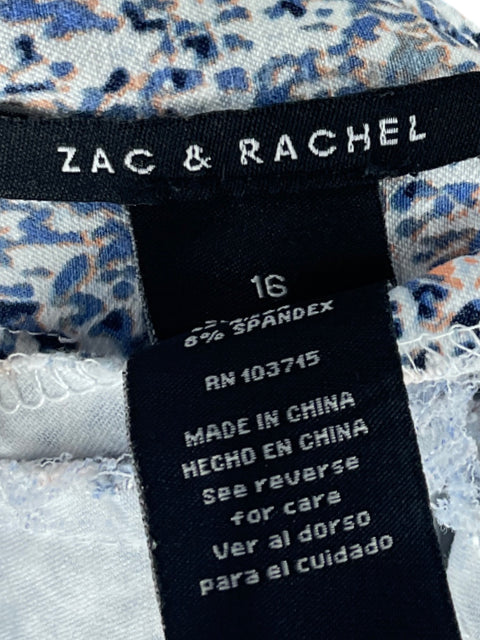 ZAC & RACHEL
16
6% SPANDEX
RN 103715
MADE IN CHINA
HECHO EN CHINA
See reverse
for care
Ver al dorso
para el cuidado